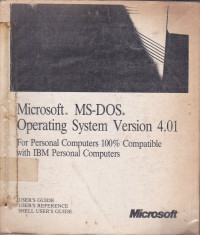 Microsoft® MS-DOS®
Operating System Version 4.01
For Personal Computers 100% Compatible
with IBM Personal Computers
USER'S GUIDE
USER'S REFERENCE
SHELL USER'S GUIDE
Microsoft